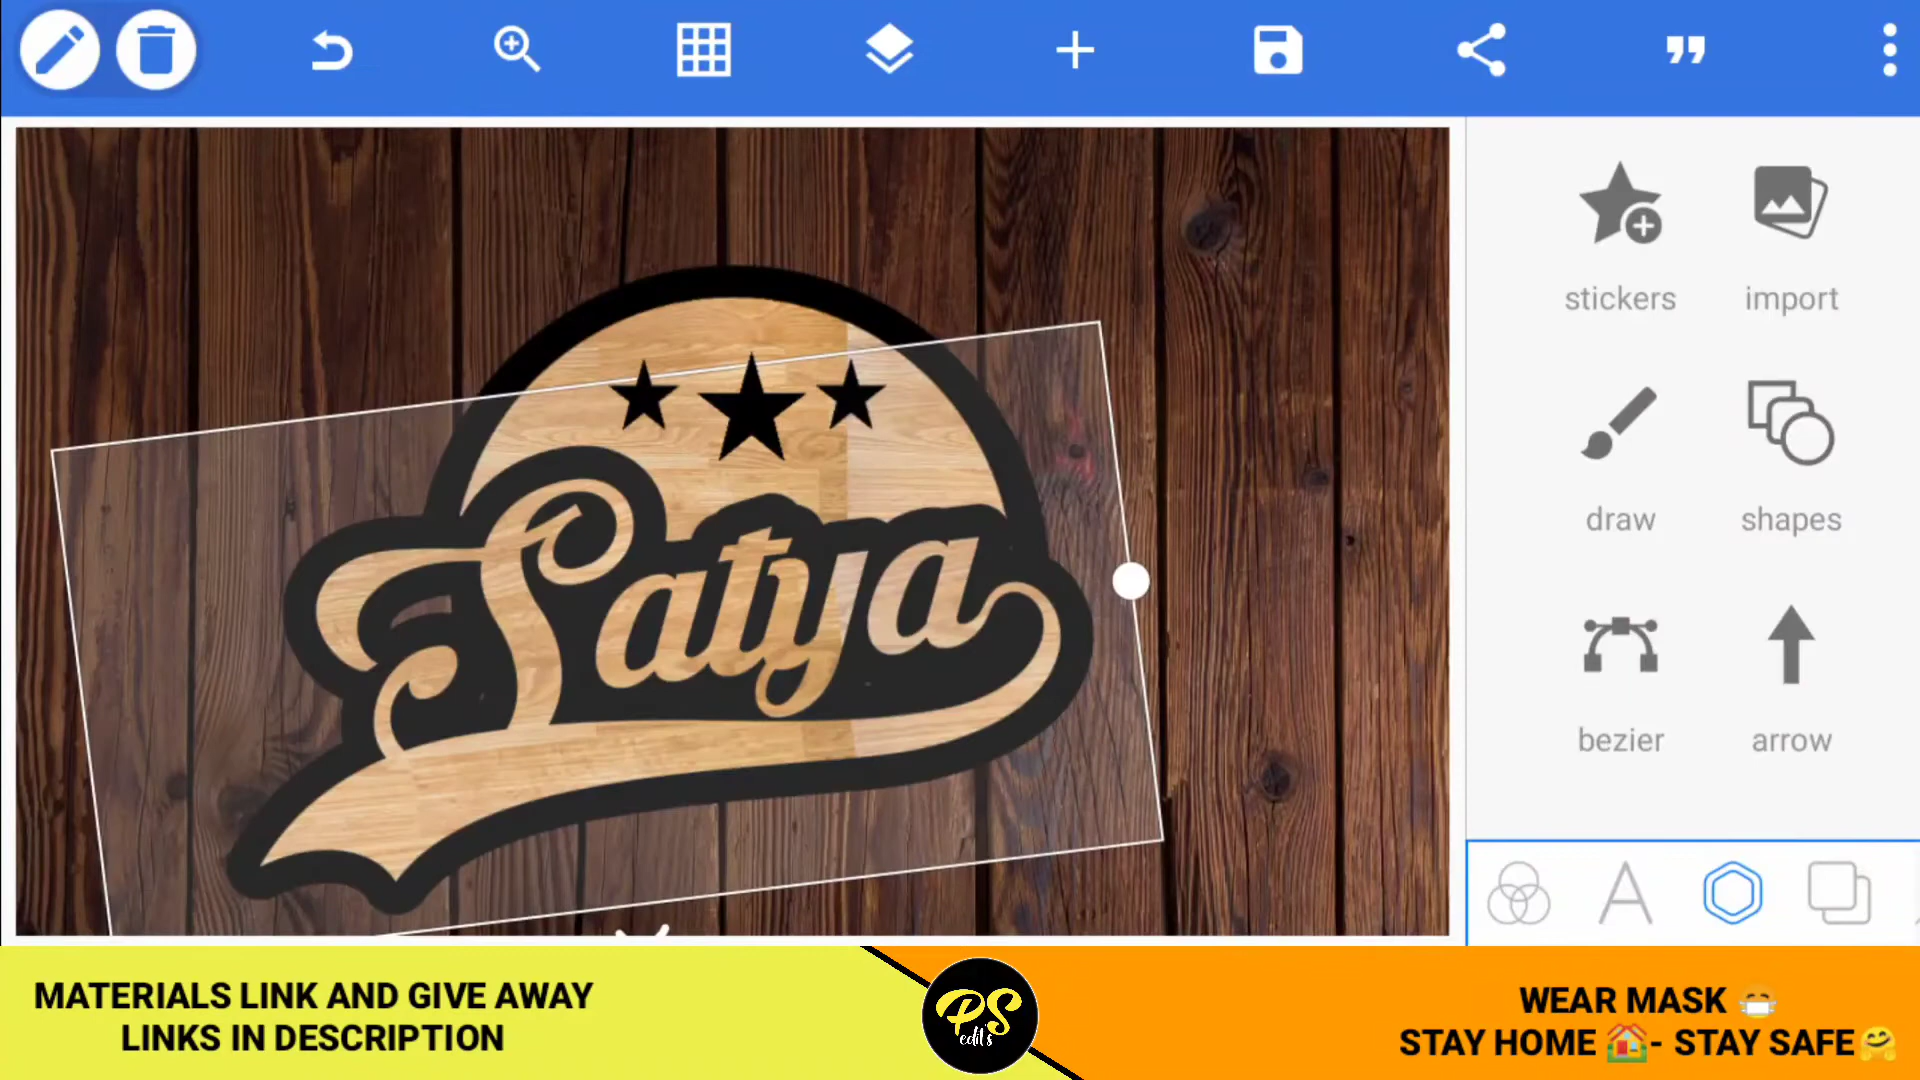 stickers
import
Satya
draw
shapes
bezier
arrow
MATERIALS LINK AND GIVE AWAY
LINKS IN DESCRIPTION
PS
edit's
WEAR MASK 😷
STAY HOME 🏠- STAY SAFE🤗